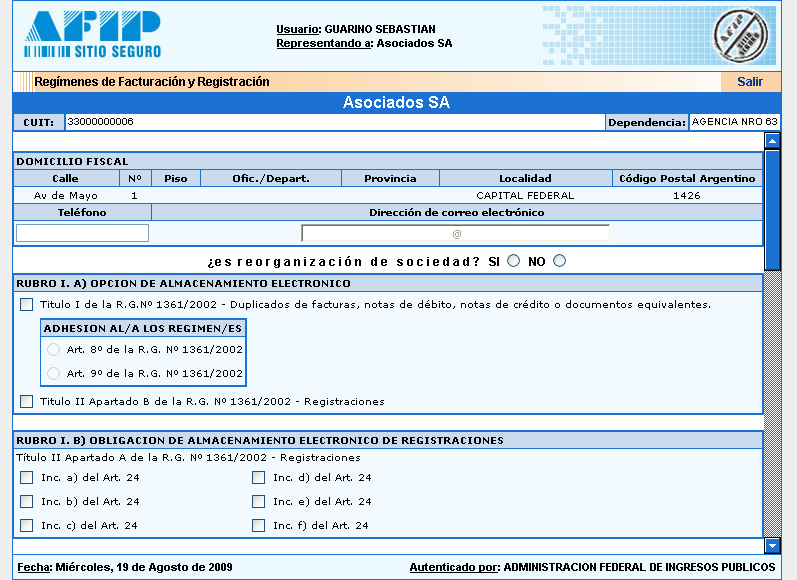 AFIP
SITIO SEGURO
Usuario: GUARINO SEBASTIAN
Representando a: Asociados SA
AFIP
Regímenes de Facturación y Registración
Salir
Asociados SA
CUIT: 33000000006 Dependencia: AGENCIA NRO 63
DOMICILIO FISCAL
Calle Nº Piso Ofic./Depart. Provincia Localidad Código Postal Argentino
Av de Mayo 1 CAPITAL FEDERAL 1426
Teléfono Dirección de correo electrónico
@
¿es reorganización de sociedad? SI NO
RUBRO I. A) OPCION DE ALMACENAMIENTO ELECTRONICO
Titulo I de la R.G.Nº 1361/2002 - Duplicados de facturas, notas de débito, notas de crédito o documentos equivalentes.
ADHESION AL/A LOS REGIMEN/ES
Art. 8º de la R.G. Nº 1361/2002
Art. 9º de la R.G. Nº 1361/2002
Titulo II Apartado B de la R.G. Nº 1361/2002 - Registraciones
RUBRO I. B) OBLIGACION DE ALMACENAMIENTO ELECTRONICO DE REGISTRACIONES
Título II Apartado A de la R.G. Nº 1361/2002 - Registraciones
Inc. a) del Art. 24 Inc. d) del Art. 24
Inc. b) del Art. 24 Inc. e) del Art. 24
Inc. c) del Art. 24 Inc. f) del Art. 24
Fecha: Miércoles, 19 de Agosto de 2009 Autenticado por: ADMINISTRACION FEDERAL DE INGRESOS PUBLICOS